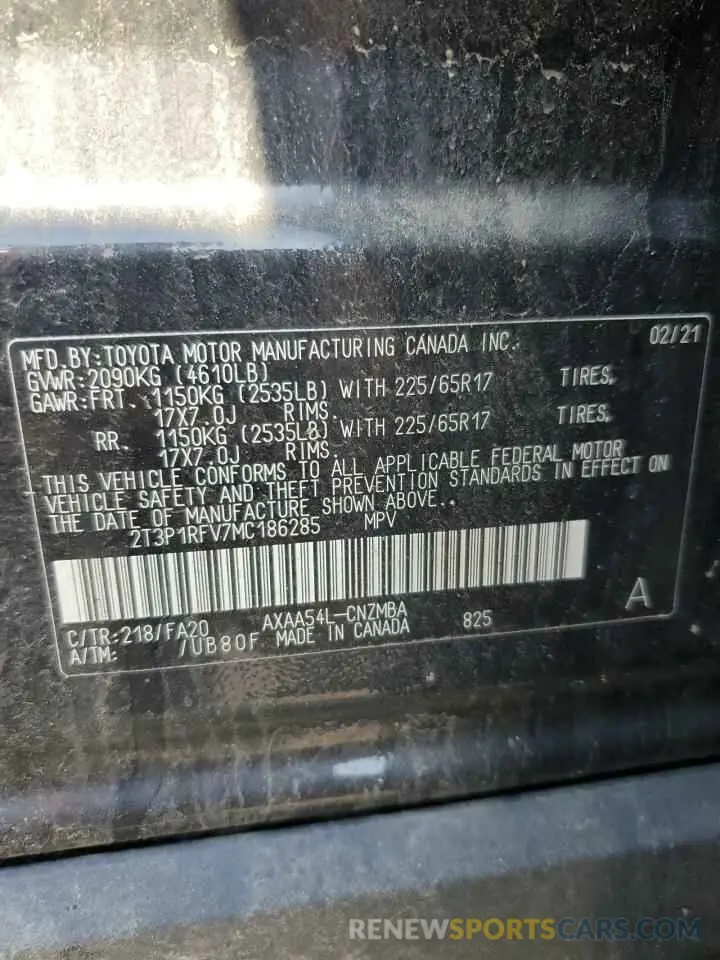 MFD.BY:TOYOTA MOTOR MANUFACTURING CANADA INC. 02/21
GVWR:2090KG (4610LB)
GAWR:FRT. 1150KG (2535LB) WITH 225/65R17 TIRES,
17X7.0J RIMS.
RR. 1150KG (2535LB) WITH 225/65R17 TIRES,
17X7.0J RIMS.
THIS VEHICLE CONFORMS TO ALL APPLICABLE FEDERAL MOTOR
VEHICLE SAFETY AND THEFT PREVENTION STANDARDS IN EFFECT ON
THE DATE OF MANUFACTURE SHOWN ABOVE.
2T3P1RFV7MC186285 MPV
A
C/TR:218/FA20 AXAA54L-CNZMBA 825
A/TM: /UB80F MADE IN CANADA
RENEWSPORTSCARS.COM